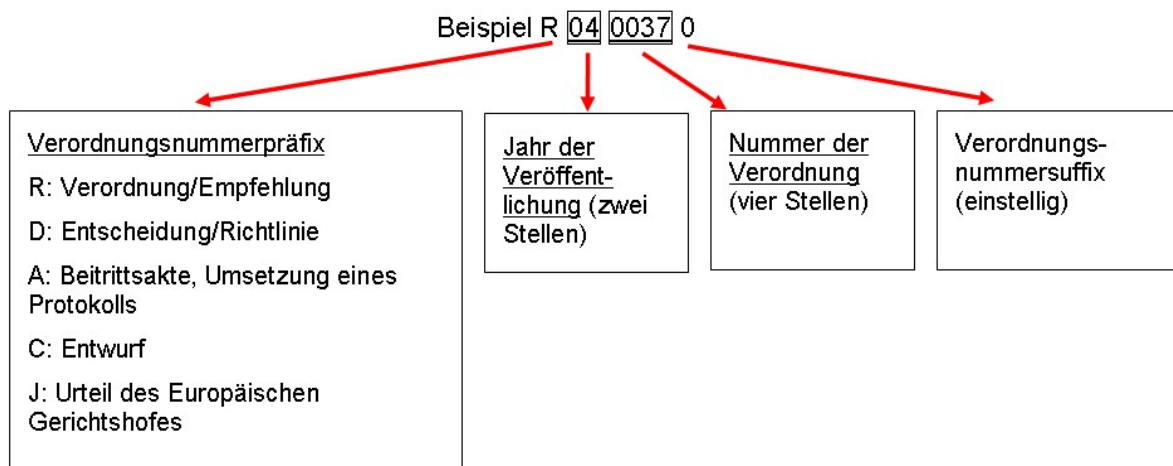 Beispiel R 04 0037 0
Verordnungsnummerpräfix
R: Verordnung/Empfehlung
D: Entscheidung/Richtlinie
A: Beitrittsakte, Umsetzung eines
Protokolls
C: Entwurf
J: Urteil des Europäischen
Gerichtshofes
Jahr der
Veröffent-
lichung (zwei
Stellen)
Nummer der
Verordnung
(vier Stellen)
Verordnungs-
nummersuffix
(einstellig)